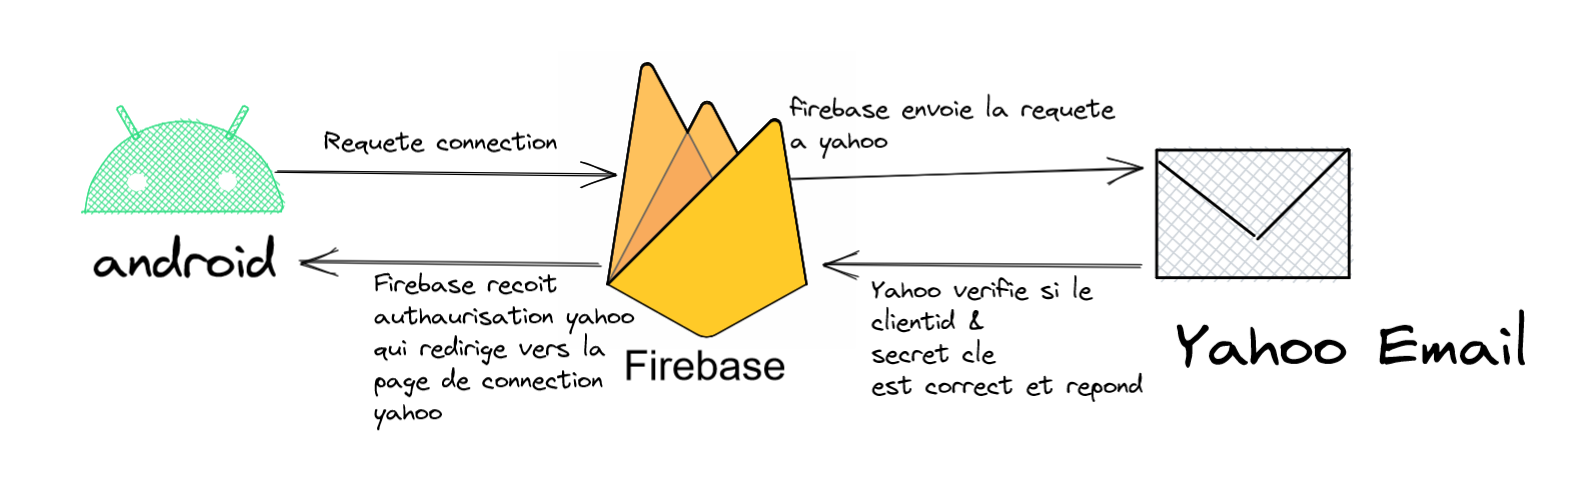 Requete connection
firebase envoie la requete
a yahoo
android
Firebase recoit
authaurisation yahoo
qui redirige vers la
page de connection
yahoo
Firebase
Yahoo verifie si le
clientid &
secret cle
est correct et repond
Yahoo Email